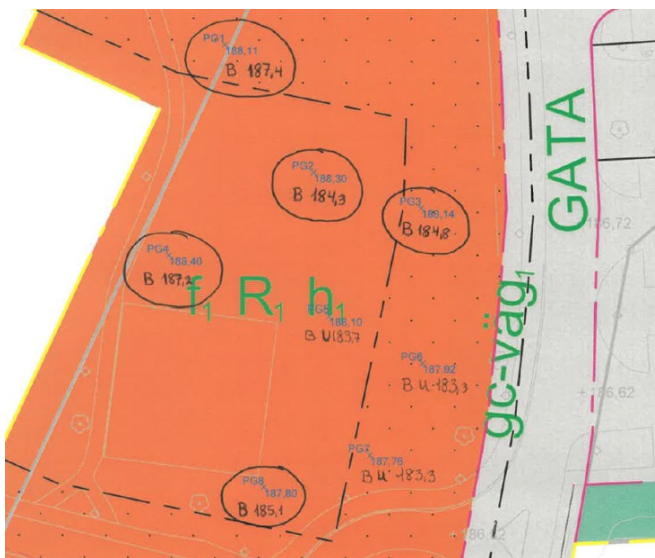 PG1
188,11
B 187,4
PG2
188,30
B 184,3
PG3
188,14
B 184,8
GATA
186,72
PG4
188,40
B 187,2
f1 R1 h1
PG5
188,10
B U183,7
PG6
187,92
B U 183,3
gc-väg1
+186,62
PG7
187,76
B U 183,3
PG8
187,80
B 185,1